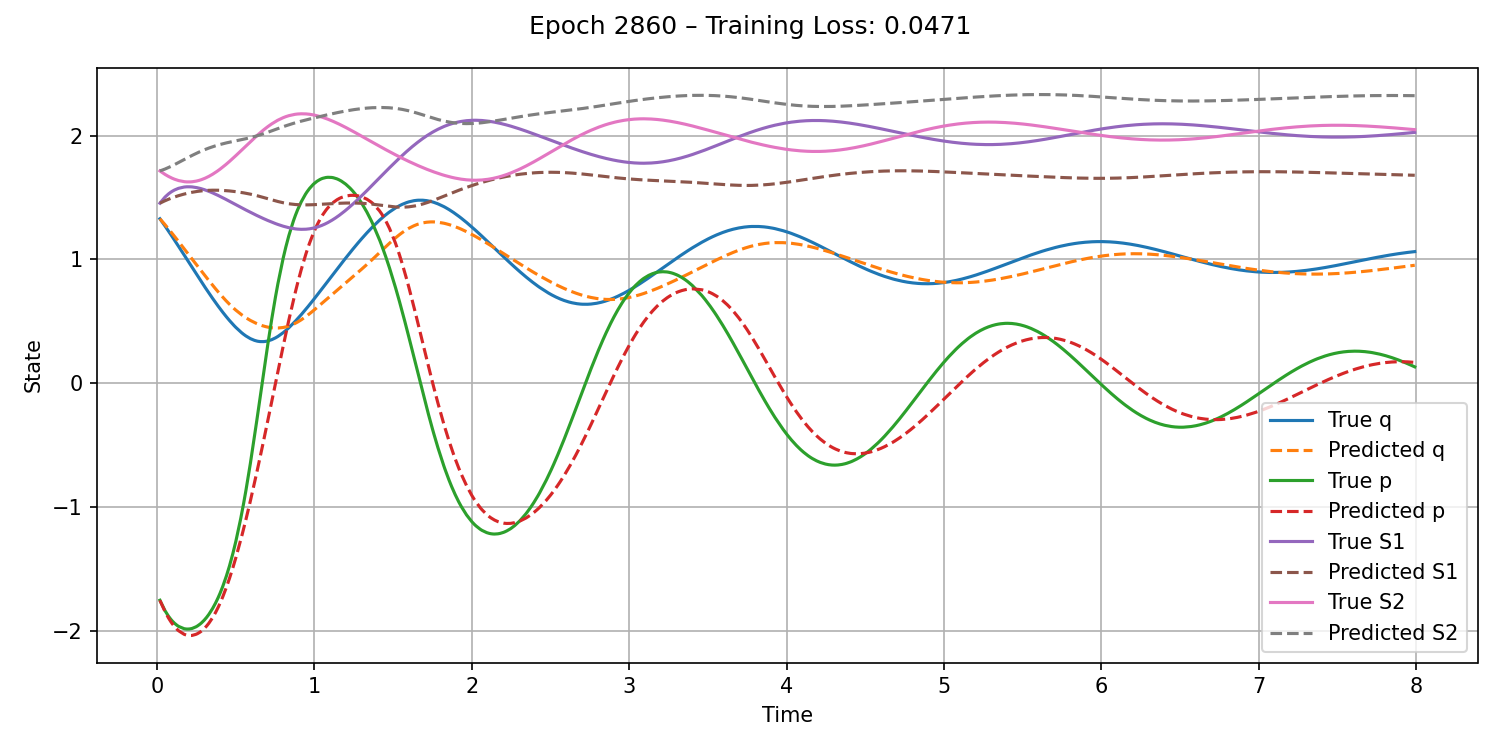 Epoch 2860 – Training Loss: 0.0471
State
2
1
0
−1
−2
0 1 2 3 4 5 6 7 8
Time
True q
Predicted q
True p
Predicted p
True S1
Predicted S1
True S2
Predicted S2